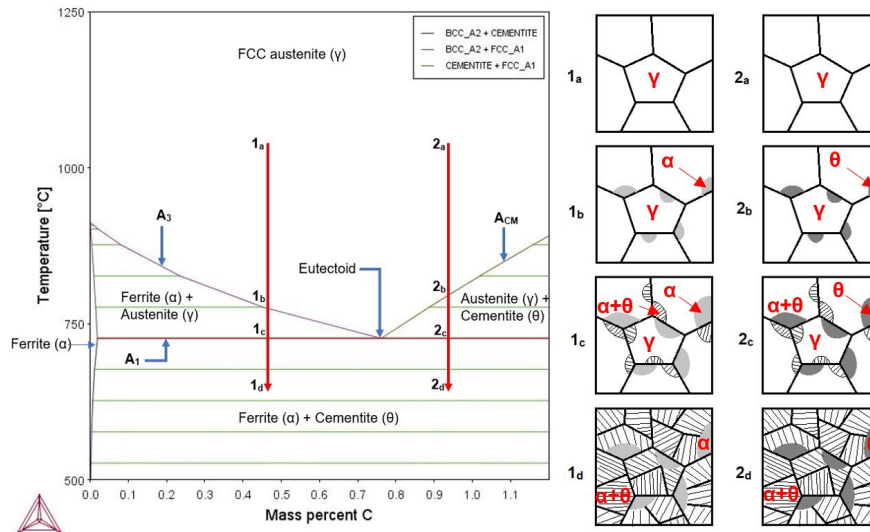 1250
1000
750
500
Temperature [°C]
0.0 0.1 0.2 0.3 0.4 0.5 0.6 0.7 0.8 0.9 1.0 1.1
Mass percent C
BCC_A2 + CEMENTITE
BCC_A2 + FCC_A1
CEMENTITE + FCC_A1
FCC austenite (γ)
1a
2a
A3
ACM
Eutectoid
1b
2b
Ferrite (α) +
Austenite (γ)
Austenite (γ) +
Cementite (θ)
1c
2c
Ferrite (α)
A1
1d
2d
Ferrite (α) + Cementite (θ)
1a
γ
2a
γ
1b
α
γ
2b
θ
γ
1c
α+θ
α
γ
2c
α+θ
θ
γ
1d
α
α+θ
2d
α+θ